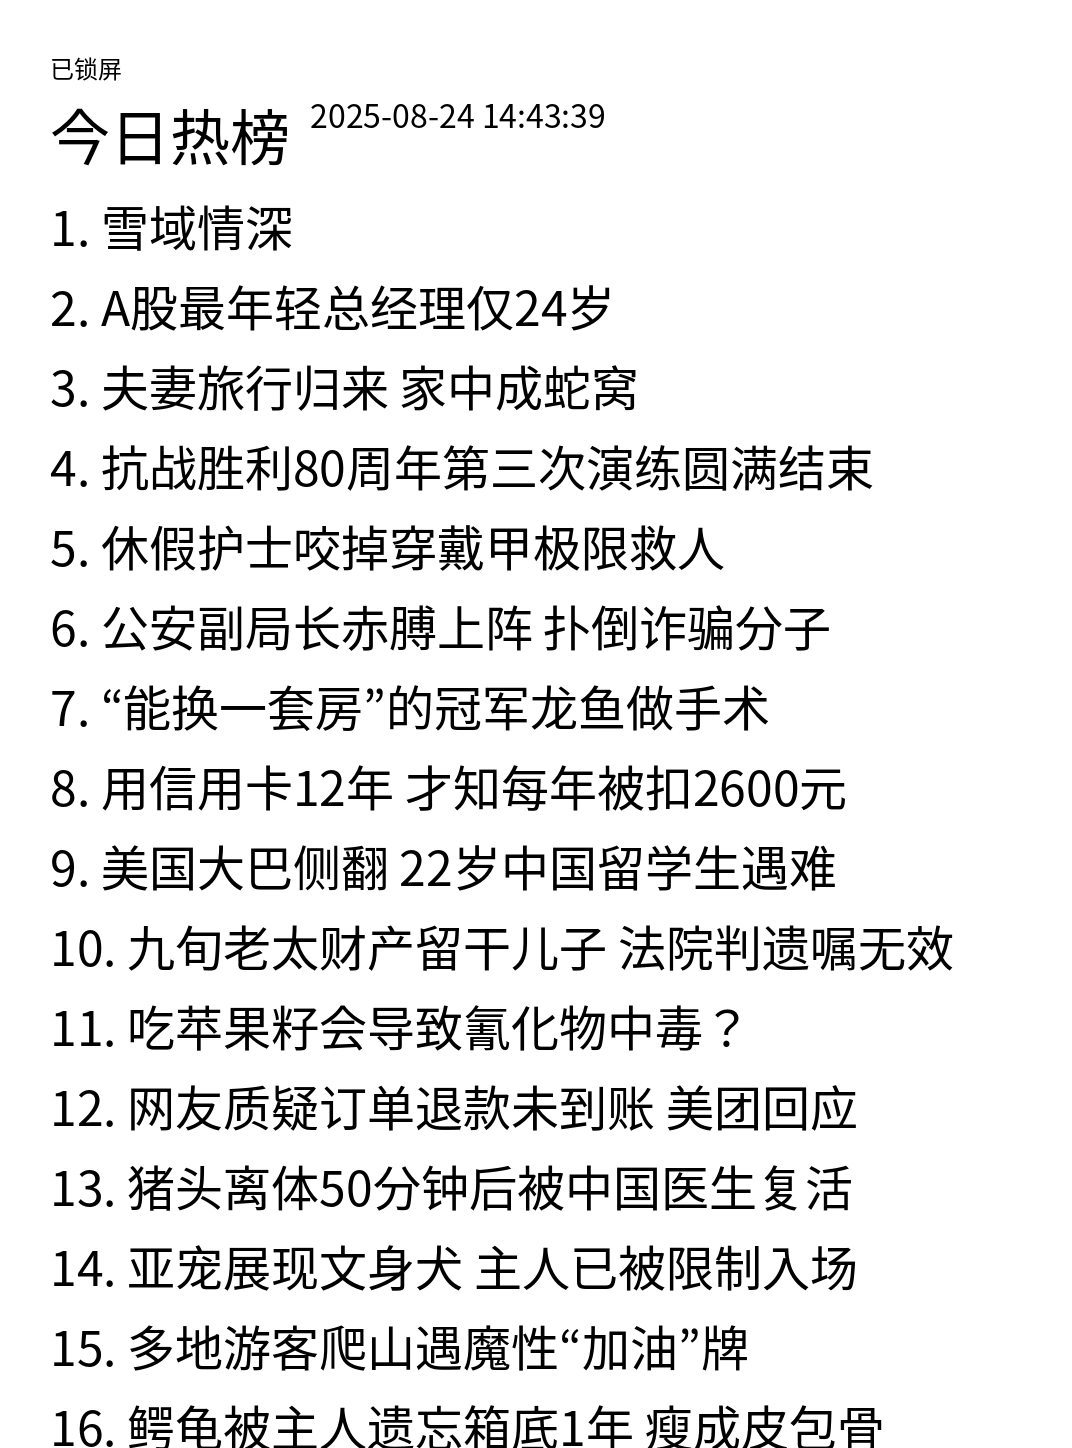 已锁屏
今日热榜 2025-08-24 14:43:39
1. 雪域情深
2. A股最年轻总经理仅24岁
3. 夫妻旅行归来 家中成蛇窝
4. 抗战胜利80周年第三次演练圆满结束
5. 休假护士咬掉穿戴甲极限救人
6. 公安副局长赤膊上阵 扑倒诈骗分子
7. “能换一套房”的冠军龙鱼做手术
8. 用信用卡12年 才知每年被扣2600元
9. 美国大巴侧翻 22岁中国留学生遇难
10. 九旬老太财产留干儿子 法院判遗嘱无效
11. 吃苹果籽会导致氰化物中毒？
12. 网友质疑订单退款未到账 美团回应
13. 猪头离体50分钟后被中国医生复活
14. 亚宠展现文身犬 主人已被限制入场
15. 多地游客爬山遇魔性“加油”牌
16. 鳄龟被主人遗忘箱底1年 瘦成皮包骨